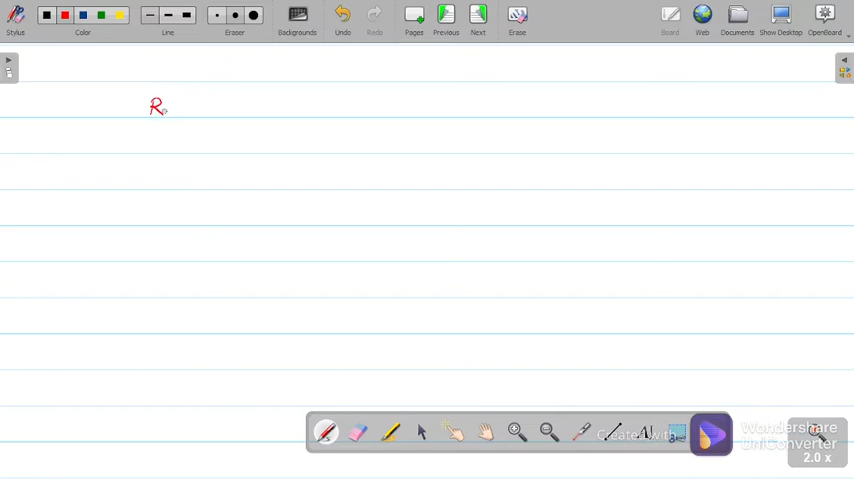 Stylus
Color
Line
Eraser
Backgrounds
Undo
Redo
Pages
Previous
Next
Erase
Board
Web
Documents
Show Desktop
OpenBoard
R
Created with
Wondershare
UniConverter
2.0 x